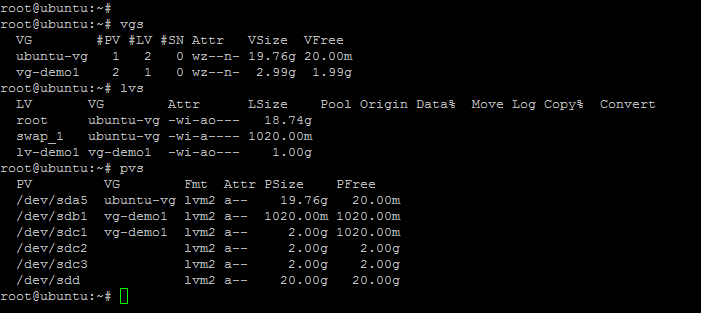 root@ubuntu:~#
root@ubuntu:~# vgs
  VG        #PV #LV #SN Attr   VSize  VFree
  ubuntu-vg   1   2   0 wz--n- 19.76g 20.00m
  vg-demo1    2   1   0 wz--n-  2.99g  1.99g
root@ubuntu:~# lvs
  LV       VG        Attr      LSize    Pool Origin Data%  Move Log Copy%  Convert
  root     ubuntu-vg -wi-ao---   18.74g
  swap_1   ubuntu-vg -wi-a---- 1020.00m
  lv-demo1 vg-demo1  -wi-ao---    1.00g
root@ubuntu:~# pvs
  PV         VG        Fmt  Attr PSize    PFree
  /dev/sda5  ubuntu-vg lvm2 a--    19.76g   20.00m
  /dev/sdb1  vg-demo1  lvm2 a--  1020.00m 1020.00m
  /dev/sdc1  vg-demo1  lvm2 a--     2.00g 1020.00m
  /dev/sdc2            lvm2 a--     2.00g    2.00g
  /dev/sdc3            lvm2 a--     2.00g    2.00g
  /dev/sdd             lvm2 a--    20.00g   20.00g
root@ubuntu:~#